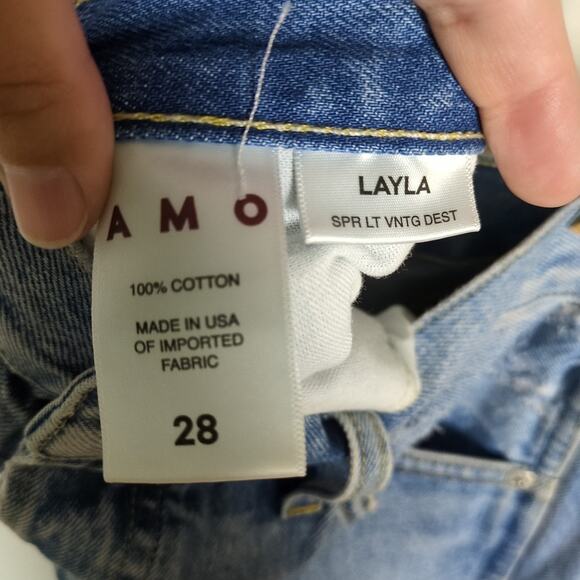 AMO
100% COTTON
MADE IN USA
OF IMPORTED
FABRIC
28
LAYLA
SPR LT VNTG DEST